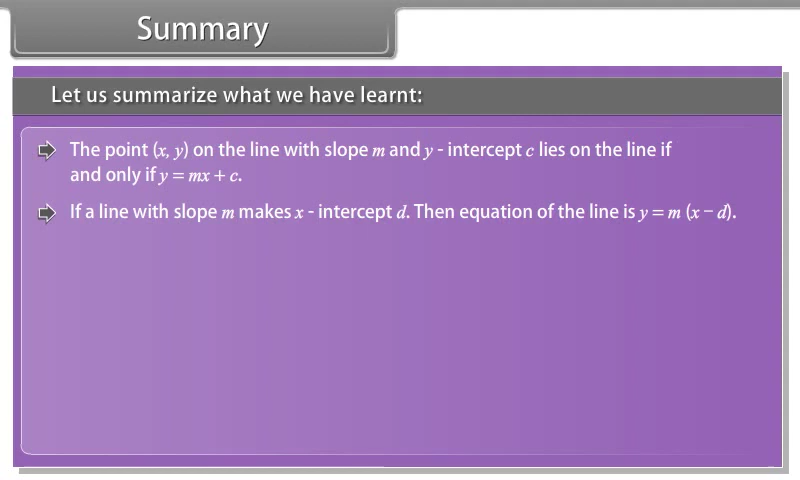 Summary
Let us summarize what we have learnt:
The point (x, y) on the line with slope m and y - intercept c lies on the line if
and only if y = mx + c.
If a line with slope m makes x - intercept d. Then equation of the line is y = m (x − d).